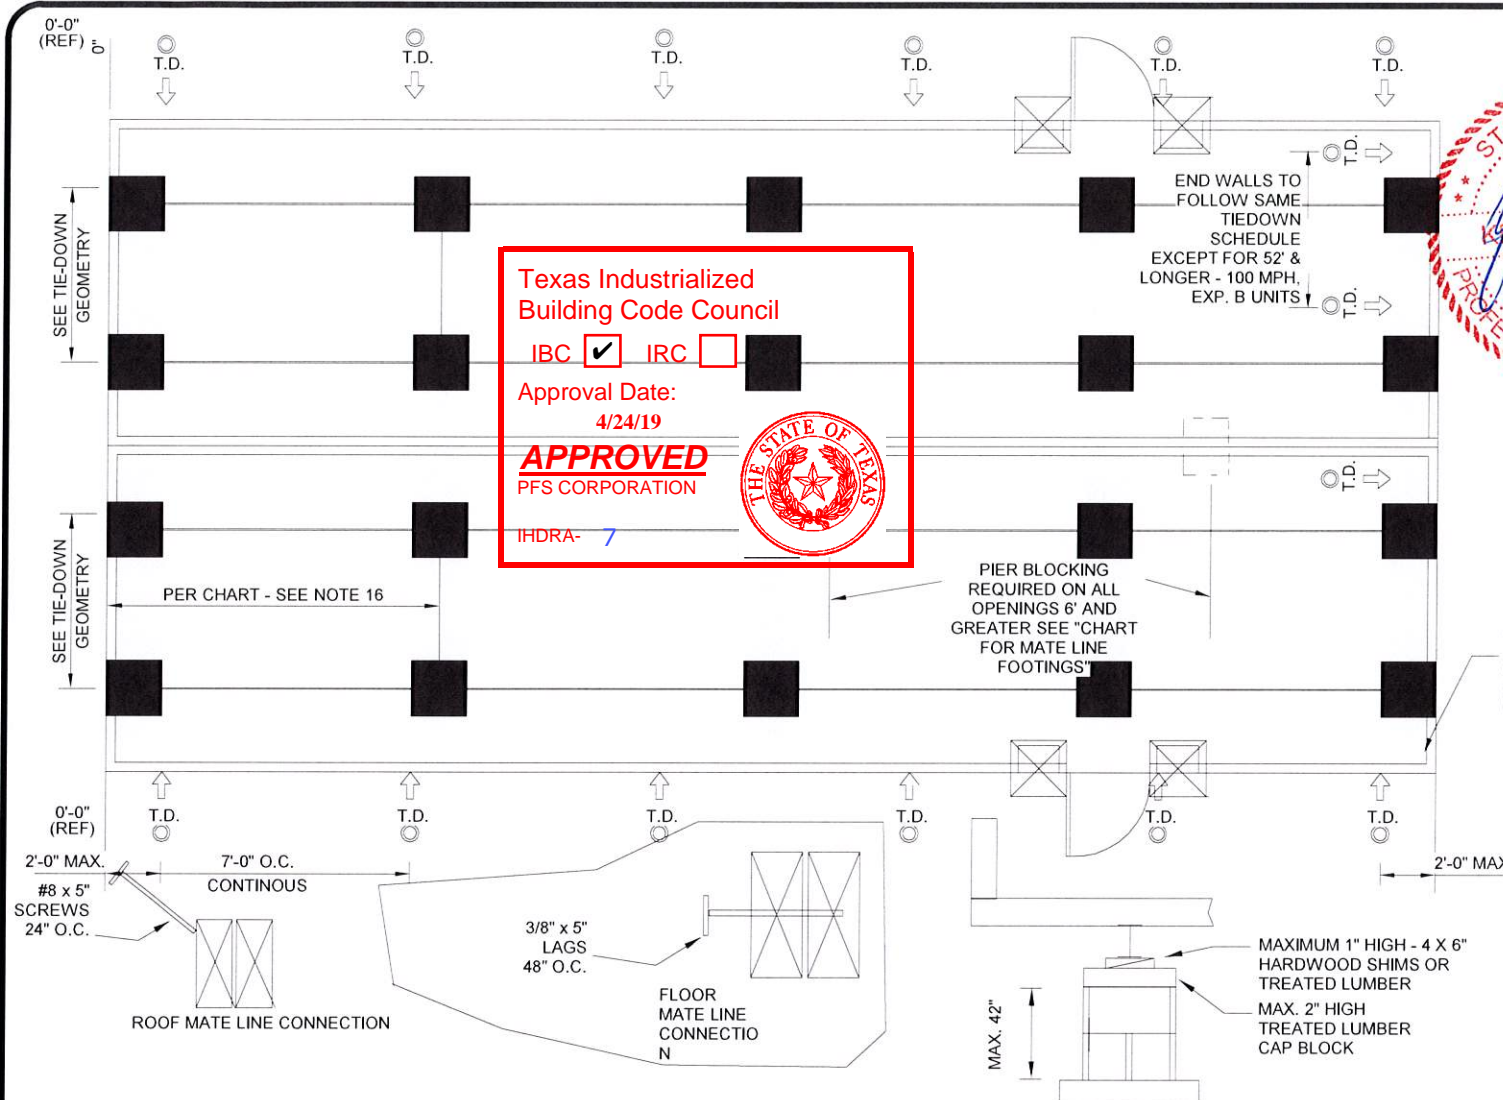 0'-0"
(REF)
0"
T.D.
T.D.
T.D.
T.D.
T.D.
T.D.
SEE TIE-DOWN
GEOMETRY
END WALLS TO
FOLLOW SAME
TIEDOWN
SCHEDULE
EXCEPT FOR 52' &
LONGER - 100 MPH,
EXP. B UNITS
T.D.
T.D.
Texas Industrialized
Building Code Council
IBC ✔ IRC
Approval Date:
4/24/19
APPROVED
PFS CORPORATION
IHDRA- 7
THE STATE OF TEXAS
T.D.
SEE TIE-DOWN
GEOMETRY
PER CHART - SEE NOTE 16
PIER BLOCKING
REQUIRED ON ALL
OPENINGS 6' AND
GREATER SEE "CHART
FOR MATE LINE
FOOTINGS"
0'-0"
(REF)
T.D.
T.D.
T.D.
T.D.
T.D.
T.D.
2'-0" MAX.
7'-0" O.C.
CONTINOUS
2'-0" MAX
#8 x 5"
SCREWS
24" O.C.
ROOF MATE LINE CONNECTION
3/8" x 5"
LAGS
48" O.C.
FLOOR
MATE LINE
CONNECTIO
N
MAX. 42"
MAXIMUM 1" HIGH - 4 X 6"
HARDWOOD SHIMS OR
TREATED LUMBER
MAX. 2" HIGH
TREATED LUMBER
CAP BLOCK